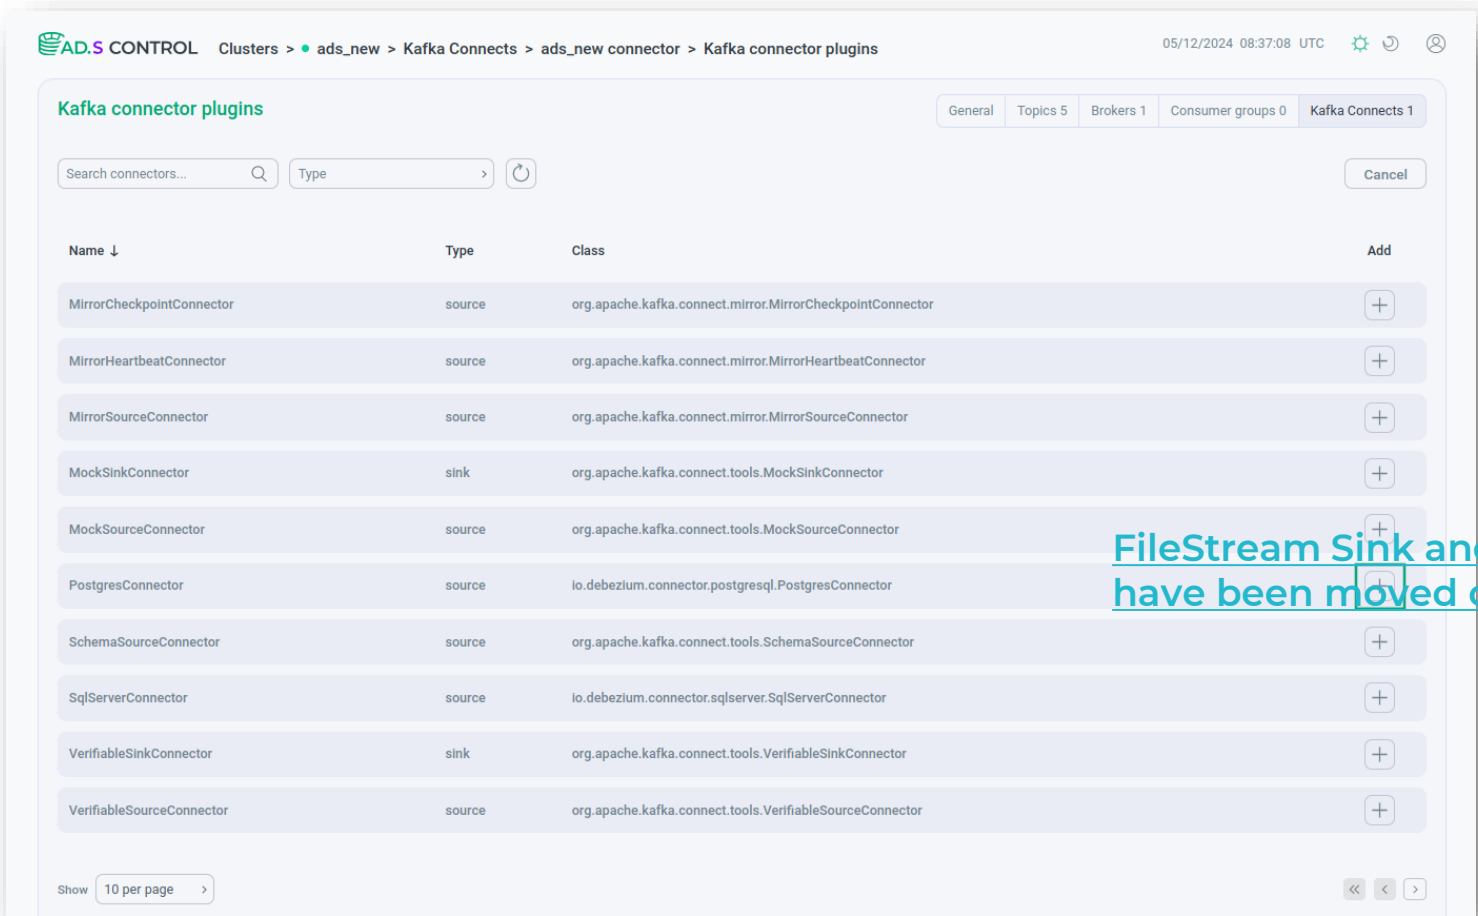 AD.S CONTROL Clusters > ads_new > Kafka Connects > ads_new connector > Kafka connector plugins 05/12/2024 08:37:08 UTC
Kafka connector plugins General Topics 5 Brokers 1 Consumer groups 0 Kafka Connects 1
Search connectors... Type Cancel
Name ↓ Type Class Add
MirrorCheckpointConnector source org.apache.kafka.connect.mirror.MirrorCheckpointConnector
MirrorHeartbeatConnector source org.apache.kafka.connect.mirror.MirrorHeartbeatConnector
MirrorSourceConnector source org.apache.kafka.connect.mirror.MirrorSourceConnector
MockSinkConnector sink org.apache.kafka.connect.tools.MockSinkConnector
MockSourceConnector source org.apache.kafka.connect.tools.MockSourceConnector
FileStream Sink and
PostgresConnector source io.debezium.connector.postgresql.PostgresConnector
have been moved
SchemaSourceConnector source org.apache.kafka.connect.tools.SchemaSourceConnector
SqlServerConnector source io.debezium.connector.sqlserver.SqlServerConnector
VerifiableSinkConnector sink org.apache.kafka.connect.tools.VerifiableSinkConnector
VerifiableSourceConnector source org.apache.kafka.connect.tools.VerifiableSourceConnector
Show 10 per page